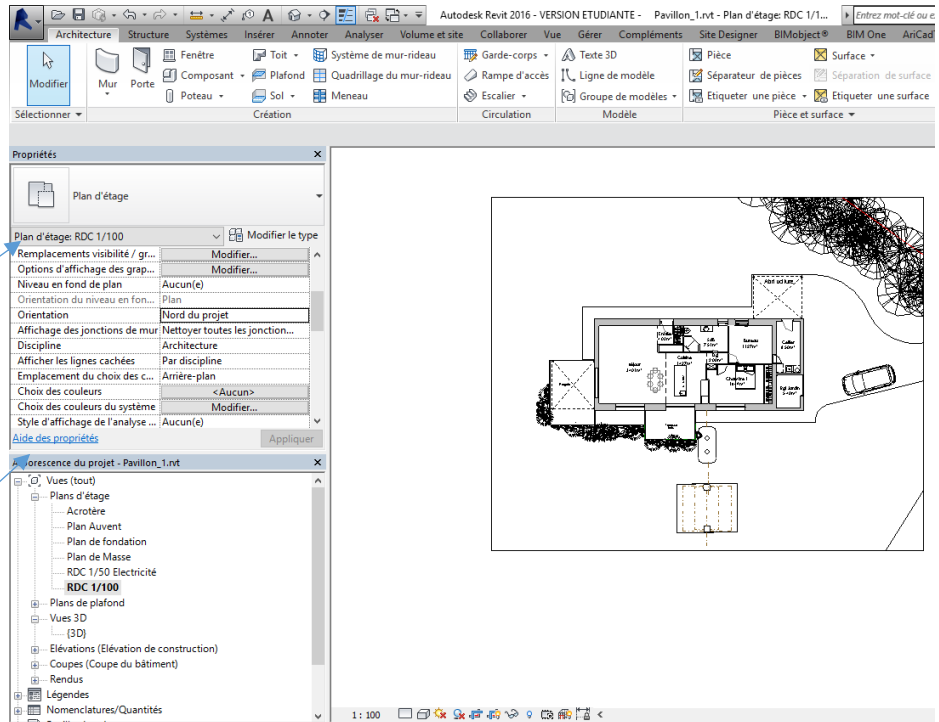 Autodesk Revit 2016 - VERSION ETUDIANTE - Pavillon_1.rvt - Plan d'étage: RDC 1/1... Entrez mot-clé ou ex
Architecture Structure Systèmes Insérer Annoter Analyser Volume et site Collaborer Vue Gérer Compléments Site Designer BIMobject® BIM One AriCad
Modifier
Mur
Porte
Fenêtre Toit Système de mur-rideau Garde-corps Texte 3D Pièce Surface
Composant Plafond Quadrillage du mur-rideau Rampe d'accès Ligne de modèle Séparateur de pièces Séparation de surface
Poteau Sol Meneau Escalier Groupe de modèles Etiqueter une pièce Etiqueter une surface
Sélectionner Création Circulation Modèle Pièce et surface
Propriétés
Plan d'étage
Plan d'étage: RDC 1/100 Modifier le type
Remplacements visibilité / gr... Modifier...
Options d'affichage des grap... Modifier...
Niveau en fond de plan Aucun(e)
Orientation du niveau en fon... Plan
Orientation Nord du projet
Affichage des jonctions de mur Nettoyer toutes les jonction...
Discipline Architecture
Afficher les lignes cachées Par discipline
Emplacement du choix des c... Arrière-plan
Choix des couleurs <Aucun>
Choix des couleurs du système Modifier...
Style d'affichage de l'analyse ... Aucun(e)
Aide des propriétés Appliquer
orescence du projet - Pavillon_1.rvt
Vues (tout)
Plans d'étage
Acrotère
Plan Auvent
Plan de fondation
Plan de Masse
RDC 1/50 Electricité
RDC 1/100
Plans de plafond
Vues 3D
{3D}
Elévations (Elévation de construction)
Coupes (Coupe du bâtiment)
Rendus
Légendes
Nomenclatures/Quantités
Séjour
Bureau
Cellier
Chambre 1
1 : 100